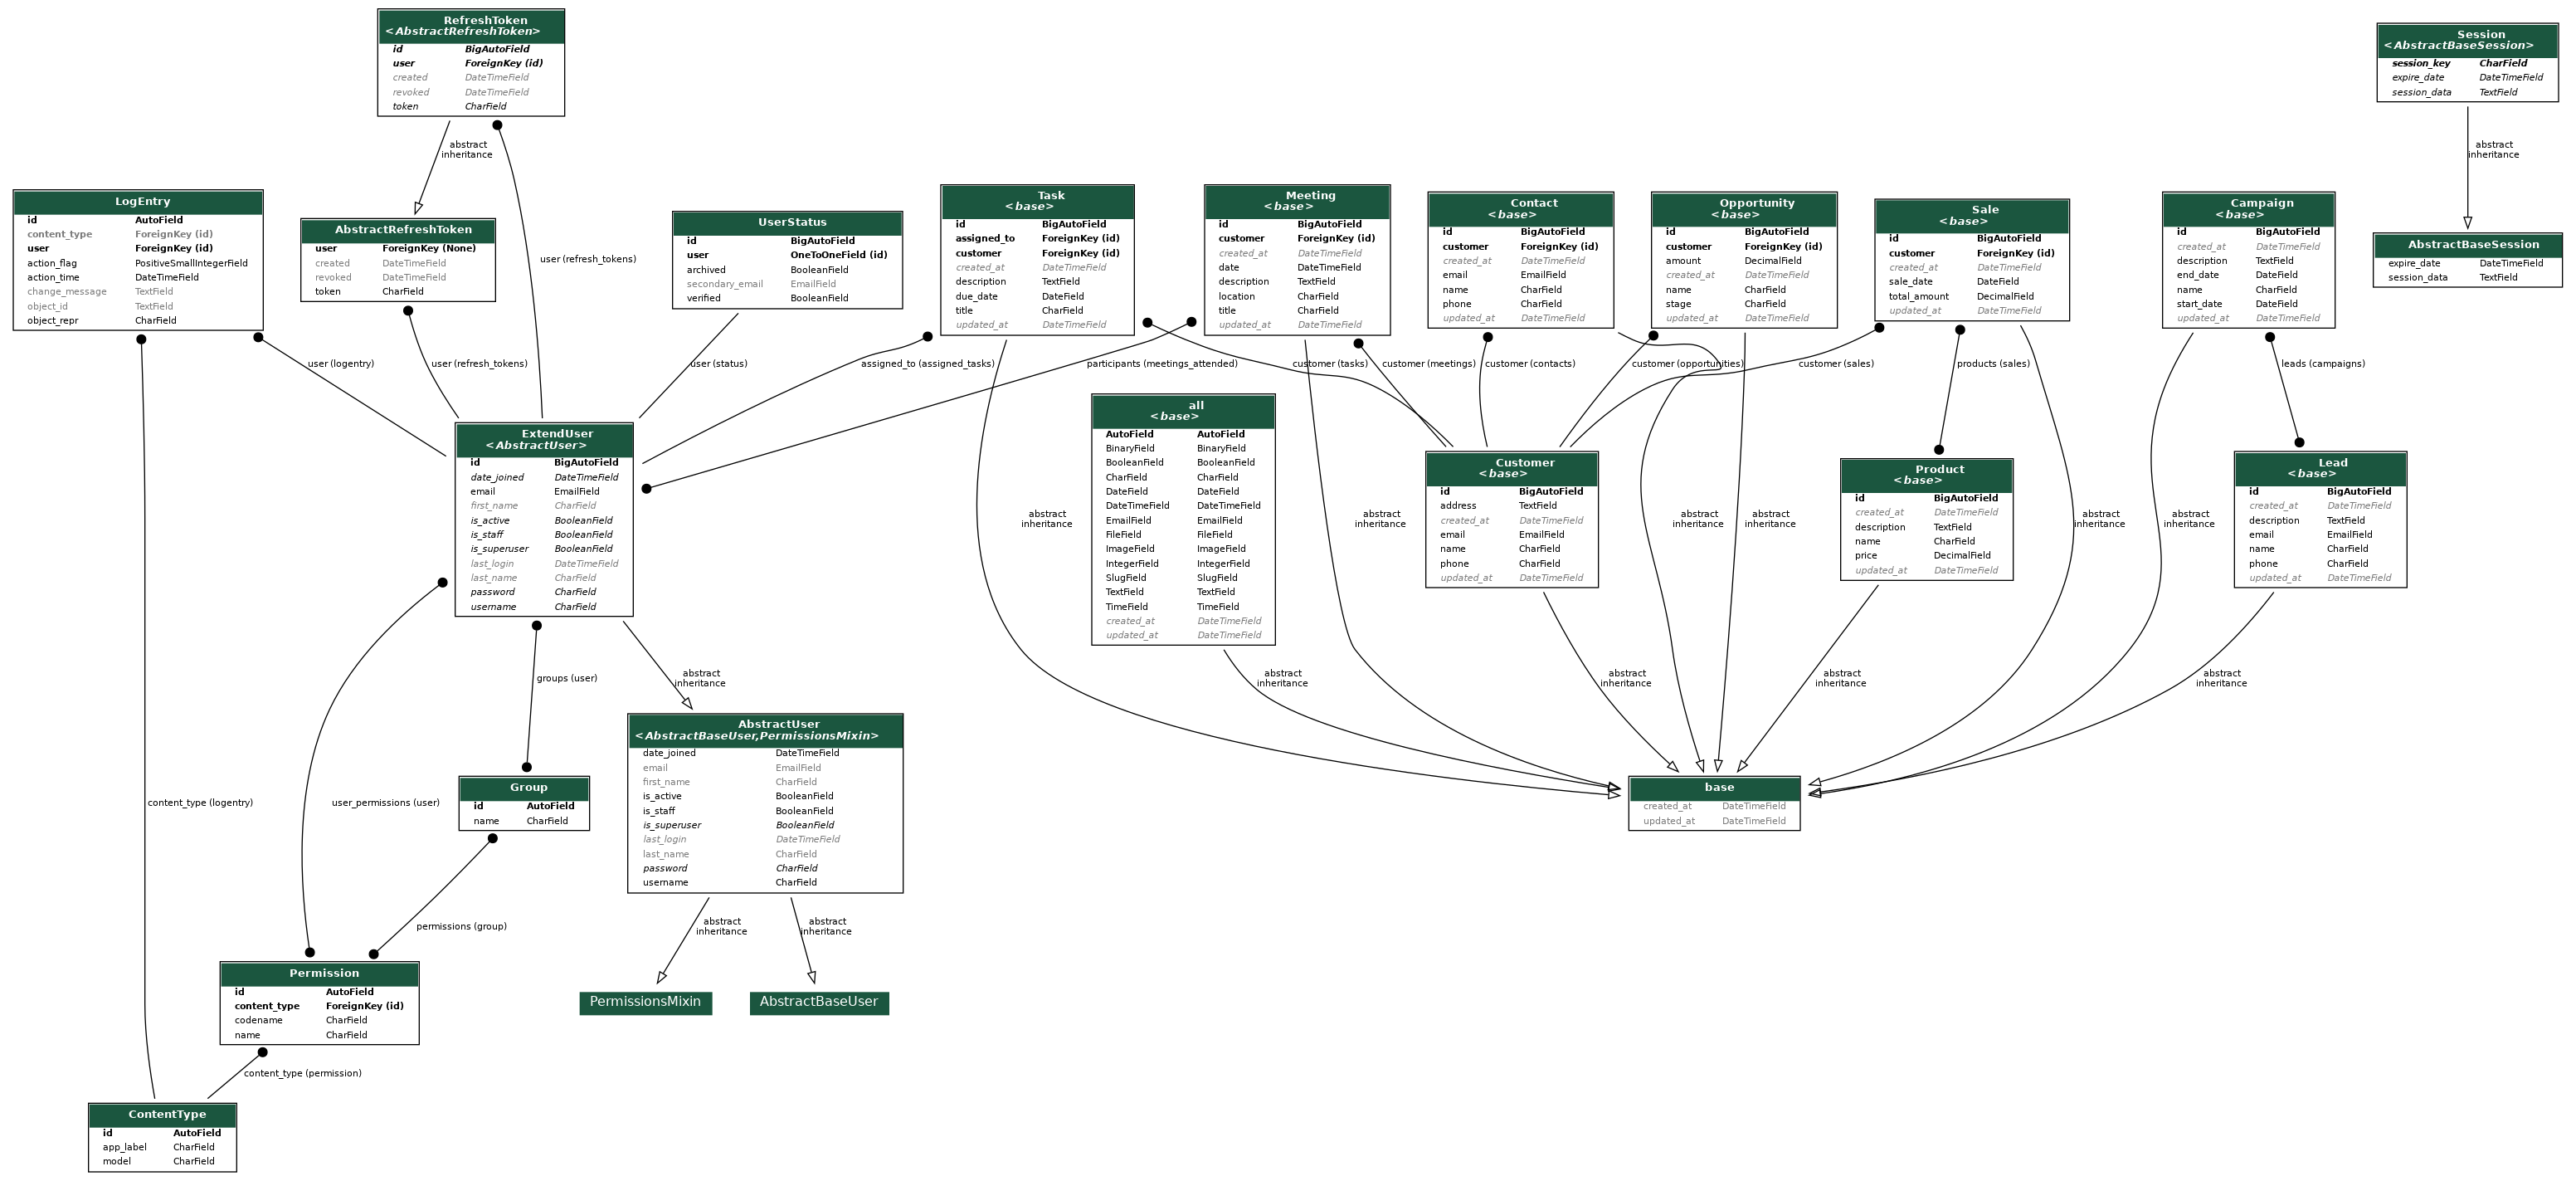 RefreshToken
<AbstractRefreshToken>
id BigAutoField
user ForeignKey (id)
created DateTimeField
revoked DateTimeField
token CharField
Session
<AbstractBaseSession>
session_key CharField
expire_date DateTimeField
session_data TextField
abstract
inheritance
abstract
inheritance
LogEntry
id AutoField
content_type ForeignKey (id)
user ForeignKey (id)
action_flag PositiveSmallIntegerField
action_time DateTimeField
change_message TextField
object_id TextField
object_repr CharField
AbstractRefreshToken
user ForeignKey (None)
created DateTimeField
revoked DateTimeField
token CharField
user (refresh_tokens)
UserStatus
id BigAutoField
user OneToOneField (id)
archived BooleanField
secondary_email EmailField
verified BooleanField
Task
<base>
id BigAutoField
assigned_to ForeignKey (id)
customer ForeignKey (id)
created_at DateTimeField
description TextField
due_date DateField
title CharField
updated_at DateTimeField
Meeting
<base>
id BigAutoField
customer ForeignKey (id)
created_at DateTimeField
date DateTimeField
description TextField
location CharField
title CharField
updated_at DateTimeField
Contact
<base>
id BigAutoField
customer ForeignKey (id)
created_at DateTimeField
email EmailField
name CharField
phone CharField
updated_at DateTimeField
Opportunity
<base>
id BigAutoField
customer ForeignKey (id)
amount DecimalField
created_at DateTimeField
name CharField
stage CharField
updated_at DateTimeField
Sale
<base>
id BigAutoField
customer ForeignKey (id)
created_at DateTimeField
sale_date DateField
total_amount DecimalField
updated_at DateTimeField
Campaign
<base>
id BigAutoField
created_at DateTimeField
description TextField
end_date DateField
name CharField
start_date DateField
updated_at DateTimeField
AbstractBaseSession
expire_date DateTimeField
session_data TextField
user (logentry)
user (refresh_tokens)
user (status)
assigned_to (assigned_tasks)
participants (meetings_attended)
customer (tasks)
customer (meetings)
customer (contacts)
customer (opportunities)
customer (sales)
products (sales)
leads (campaigns)
ExtendUser
<AbstractUser>
id BigAutoField
date_joined DateTimeField
email EmailField
first_name CharField
is_active BooleanField
is_staff BooleanField
is_superuser BooleanField
last_login DateTimeField
last_name CharField
password CharField
username CharField
abstract
inheritance
all
<base>
AutoField AutoField
BinaryField BinaryField
BooleanField BooleanField
CharField CharField
DateField DateField
DateTimeField DateTimeField
EmailField EmailField
FileField FileField
ImageField ImageField
IntegerField IntegerField
SlugField SlugField
TextField TextField
TimeField TimeField
created_at DateTimeField
updated_at DateTimeField
abstract
inheritance
Customer
<base>
id BigAutoField
address TextField
created_at DateTimeField
email EmailField
name CharField
phone CharField
updated_at DateTimeField
abstract
inheritance
abstract
inheritance
Product
<base>
id BigAutoField
created_at DateTimeField
description TextField
name CharField
price DecimalField
updated_at DateTimeField
abstract
inheritance
abstract
inheritance
Lead
<base>
id BigAutoField
created_at DateTimeField
description TextField
email EmailField
name CharField
phone CharField
updated_at DateTimeField
groups (user)
abstract
inheritance
abstract
inheritance
abstract
inheritance
abstract
inheritance
abstract
inheritance
content_type (logentry)
user_permissions (user)
Group
id AutoField
name CharField
AbstractUser
<AbstractBaseUser,PermissionsMixin>
date_joined DateTimeField
email EmailField
first_name CharField
is_active BooleanField
is_staff BooleanField
is_superuser BooleanField
last_login DateTimeField
last_name CharField
password CharField
username CharField
base
created_at DateTimeField
updated_at DateTimeField
permissions (group)
abstract
inheritance
abstract
inheritance
Permission
id AutoField
content_type ForeignKey (id)
codename CharField
name CharField
PermissionsMixin
AbstractBaseUser
content_type (permission)
ContentType
id AutoField
app_label CharField
model CharField